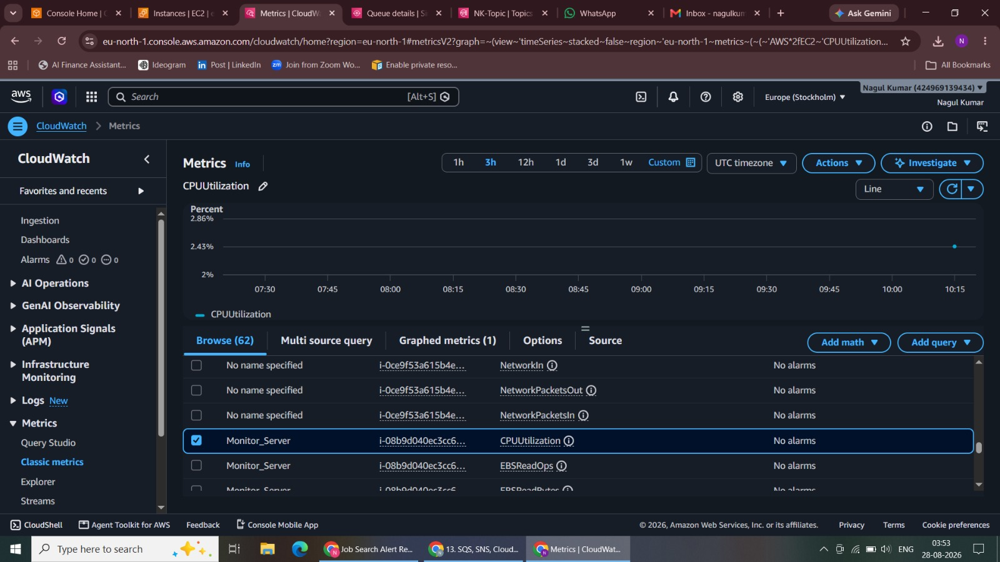 Console Home | C
Instances | EC2 | e
Metrics | CloudWa
Queue details | Si
NK-Topic | Topics
WhatsApp
Inbox - nagulkum
Ask Gemini
eu-north-1.console.aws.amazon.com/cloudwatch/home?region=eu-north-1#metricsV2?graph=~(view~'timeSeries~stacked~false~region~'eu-north-1~metrics~(~(~'AWS*2fEC2~'CPUUtilization...
N
AI Finance Assistant...
Ideogram
in Post | LinkedIn
zm Join from Zoom Wo...
Enable private reso...
All Bookmarks
aws
Search
[Alt+S]
Europe (Stockholm)
Nagul Kumar (424969139434)
Nagul Kumar
CloudWatch
Metrics
CloudWatch
Favorites and recents
Ingestion
Dashboards
Alarms 0 0 0
AI Operations
GenAI Observability
Application Signals
(APM)
Infrastructure
Monitoring
Logs New
Metrics
Query Studio
Classic metrics
Explorer
Streams
Metrics Info
1h 3h 12h 1d 3d 1w Custom
UTC timezone
Actions
Investigate
CPUUtilization
Line
Percent
2.86%
2.43%
2%
07:30 07:45 08:00 08:15 08:30 08:45 09:00 09:15 09:30 09:45 10:00 10:15
CPUUtilization
Browse (62) Multi source query Graphed metrics (1) Options Source
Add math
Add query
No name specified i-0ce9f53a615b4e... NetworkIn No alarms
No name specified i-0ce9f53a615b4e... NetworkPacketsOut No alarms
No name specified i-0ce9f53a615b4e... NetworkPacketsIn No alarms
Monitor_Server i-08b9d040ec3cc6... CPUUtilization No alarms
Monitor_Server i-08b9d040ec3cc6... EBSReadOps No alarms
Monitor_Server i-08b9d040ec3cc6... EBSReadBytes No alarms
CloudShell
Agent Toolkit for AWS
Feedback
Console Mobile App
© 2026, Amazon Web Services, Inc. or its affiliates.
Privacy
Terms
Cookie preferences
Type here to search
Job Search Alert Re...
13. SQS, SNS, Cloud...
Metrics | CloudWat...
ENG
03:53
28-08-2026